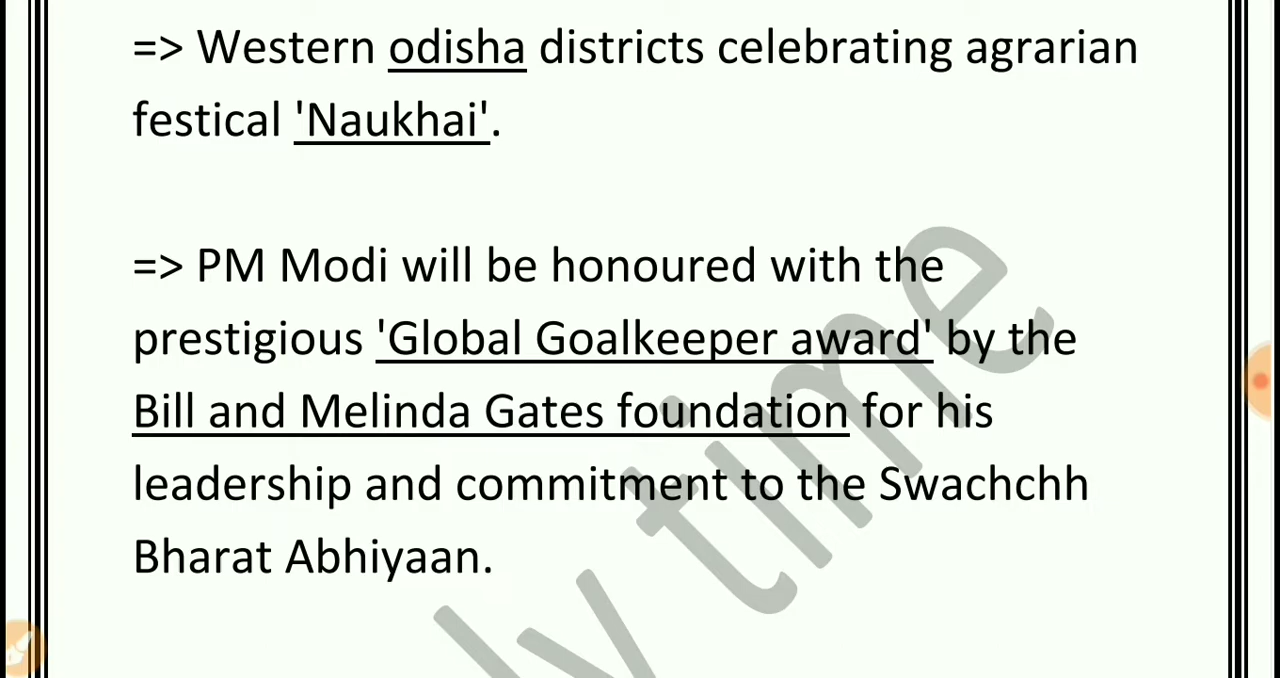 => Western odisha districts celebrating agrarian
festical 'Naukhai'.
=> PM Modi will be honoured with the
prestigious 'Global Goalkeeper award' by the
Bill and Melinda Gates foundation for his
leadership and commitment to the Swachchh
Bharat Abhiyaan.
time